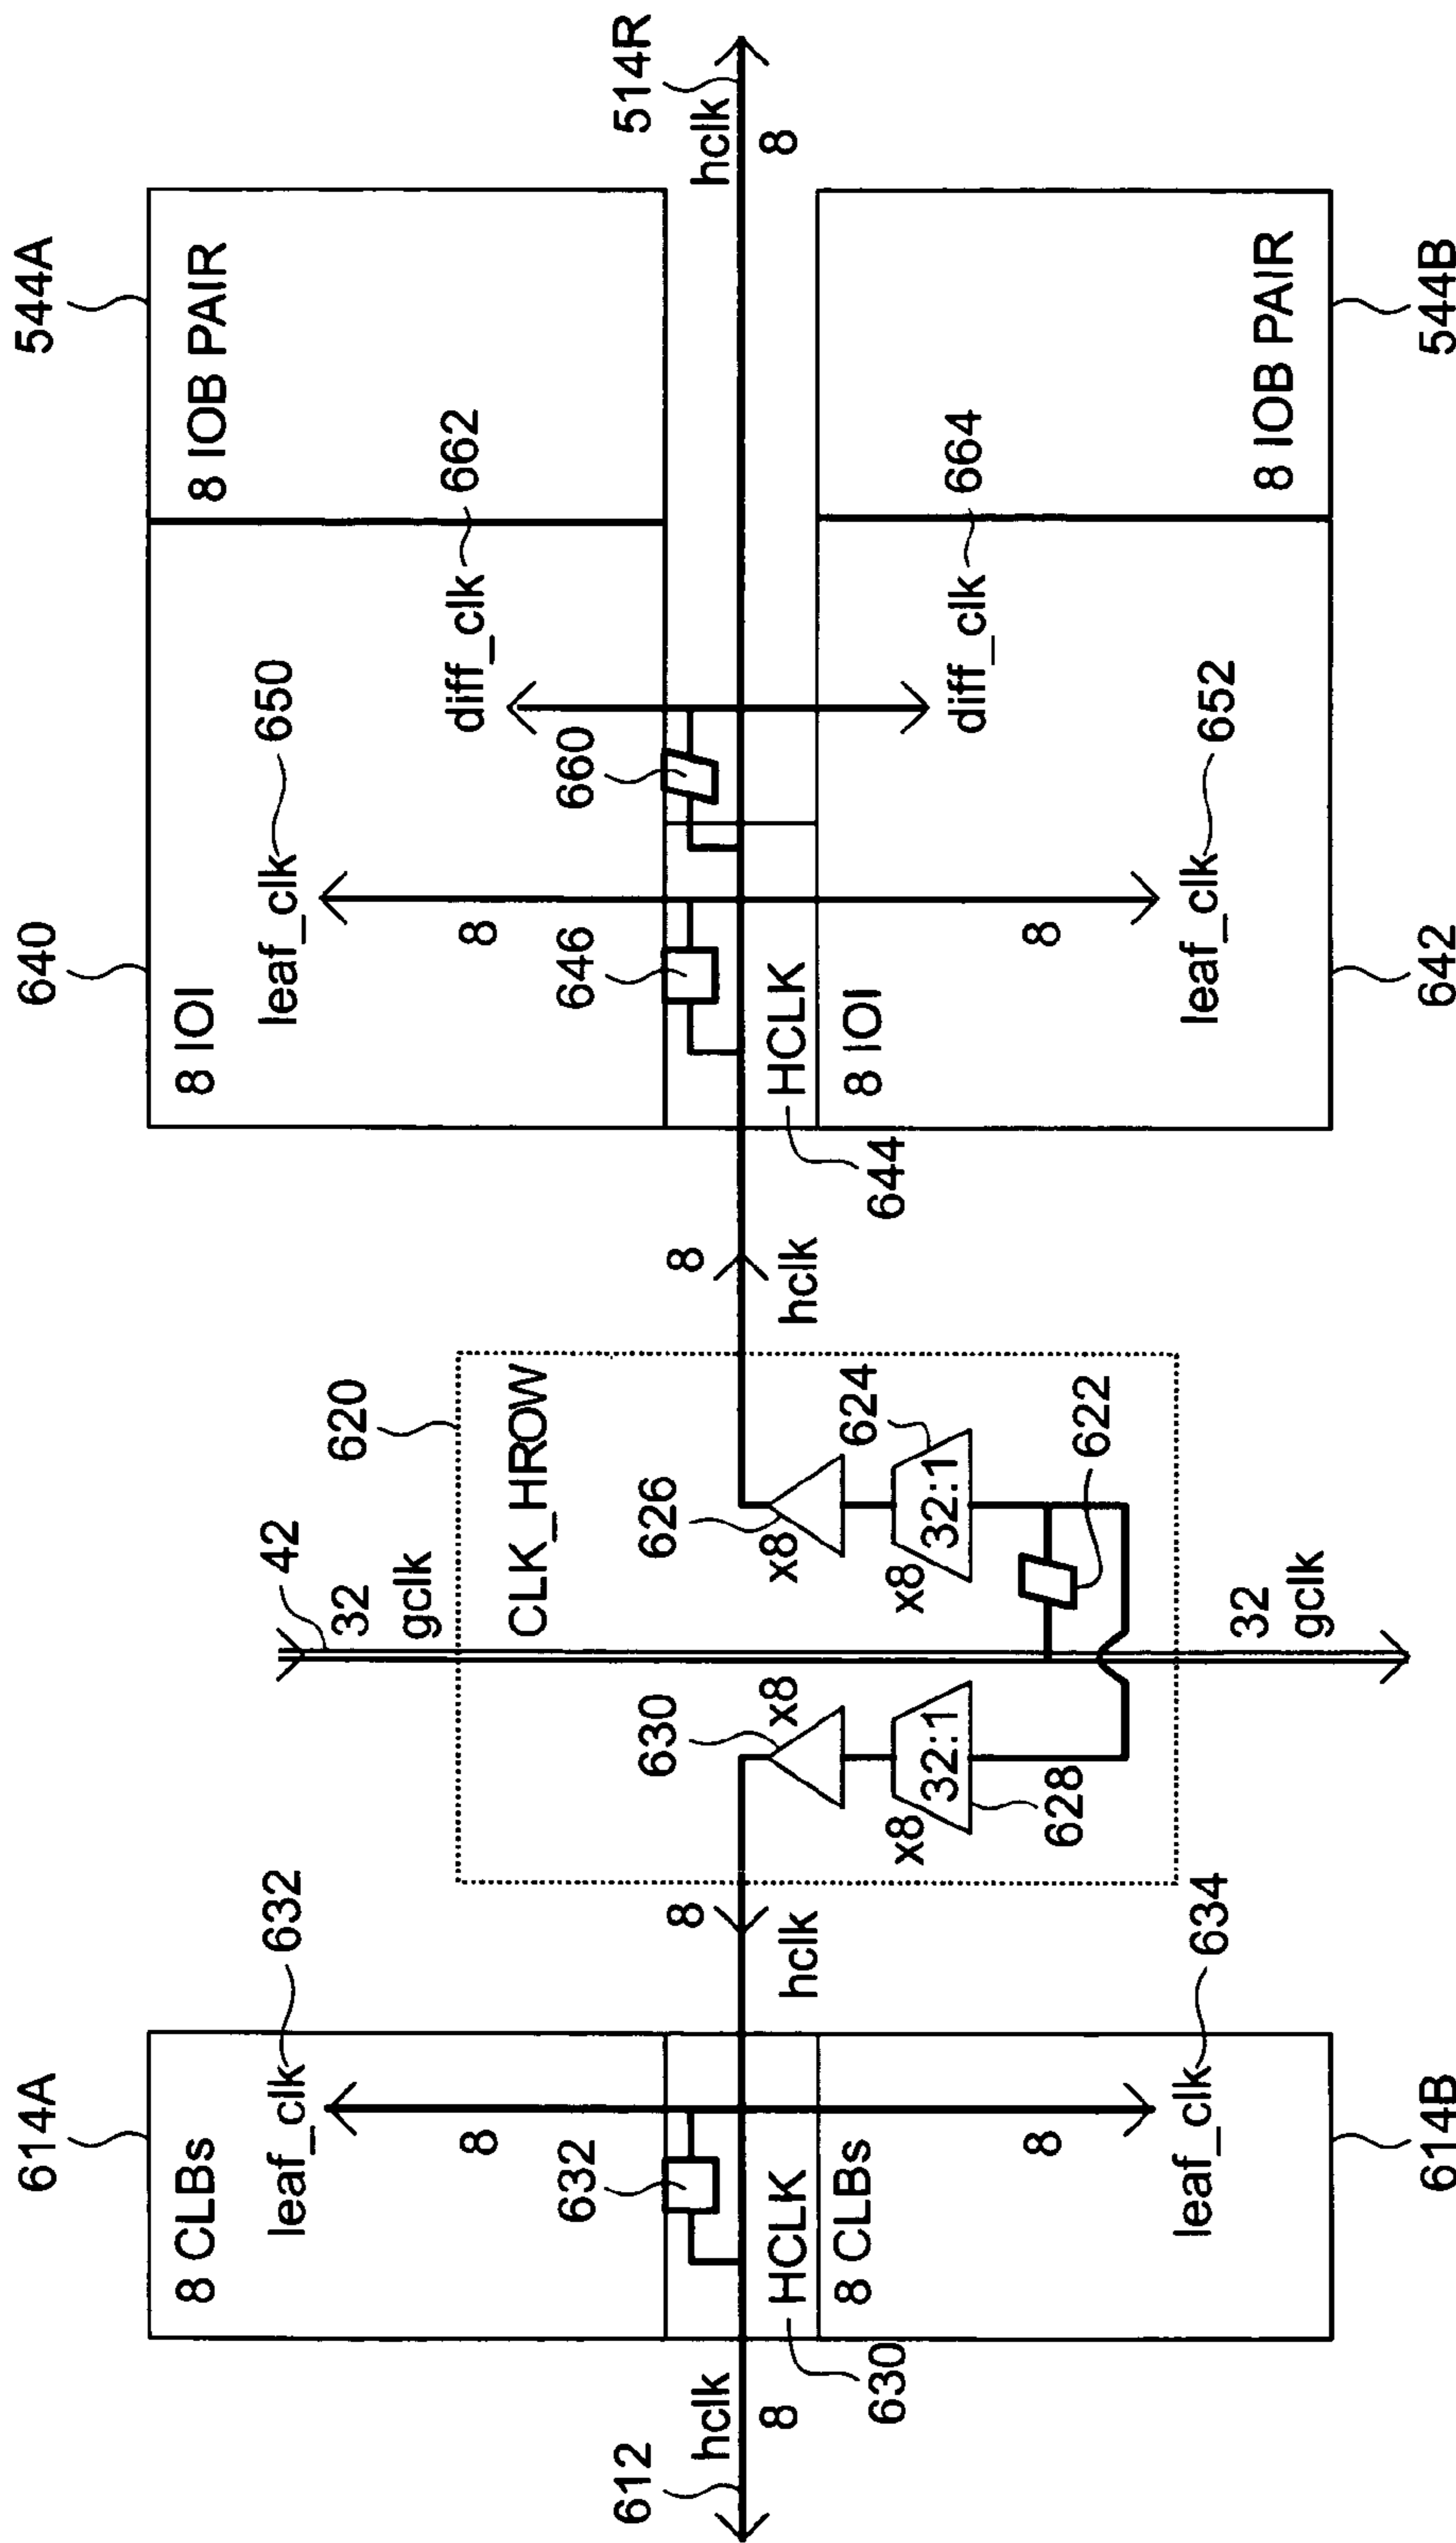 614A
8 CLBs
leaf_clk
632
8
632
HCLK
630
8 CLBs
8
leaf_clk
634
614B
612
hclk
8
8
hclk
620
42
32
gclk
CLK_HROW
630
x8
626
x8
x8
32:1
628
x8
32:1
624
622
32
gclk
8
hclk
640
8 IOI
leaf_clk
650
8
646
660
diff_clk
662
544A
8 IOB PAIR
HCLK
644
8 IOI
8
leaf_clk
652
642
diff_clk
664
8 IOB PAIR
544B
514R
hclk
8